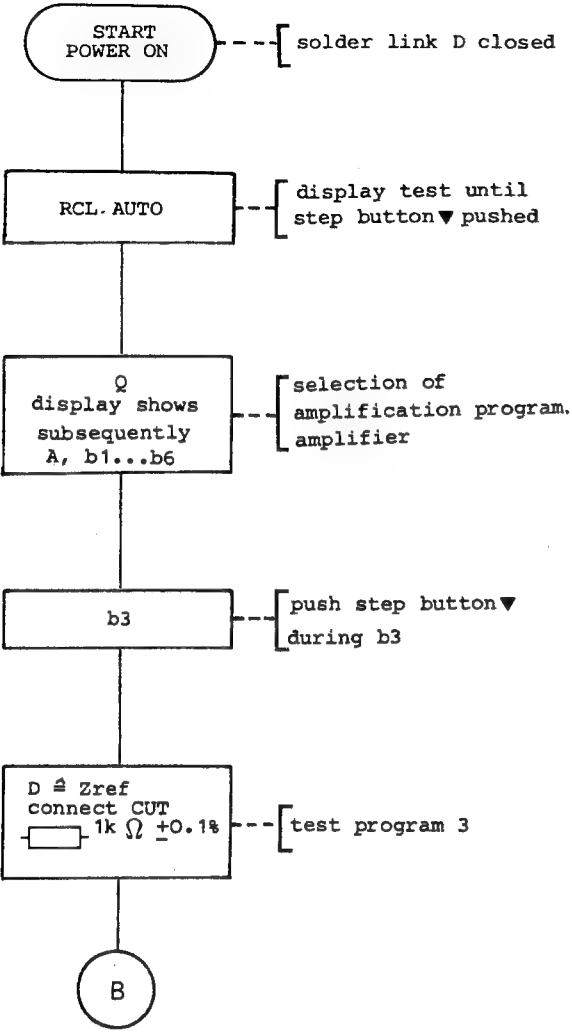 START
POWER ON
solder link D closed
RCL. AUTO
display test until
step button▼ pushed
Q
display shows
subsequently
A, b1...b6
selection of
amplification program.
amplifier
b3
push step button▼
during b3
D ≙ Zref
connect CUT
1k Ω ±0.1%
test program 3
B